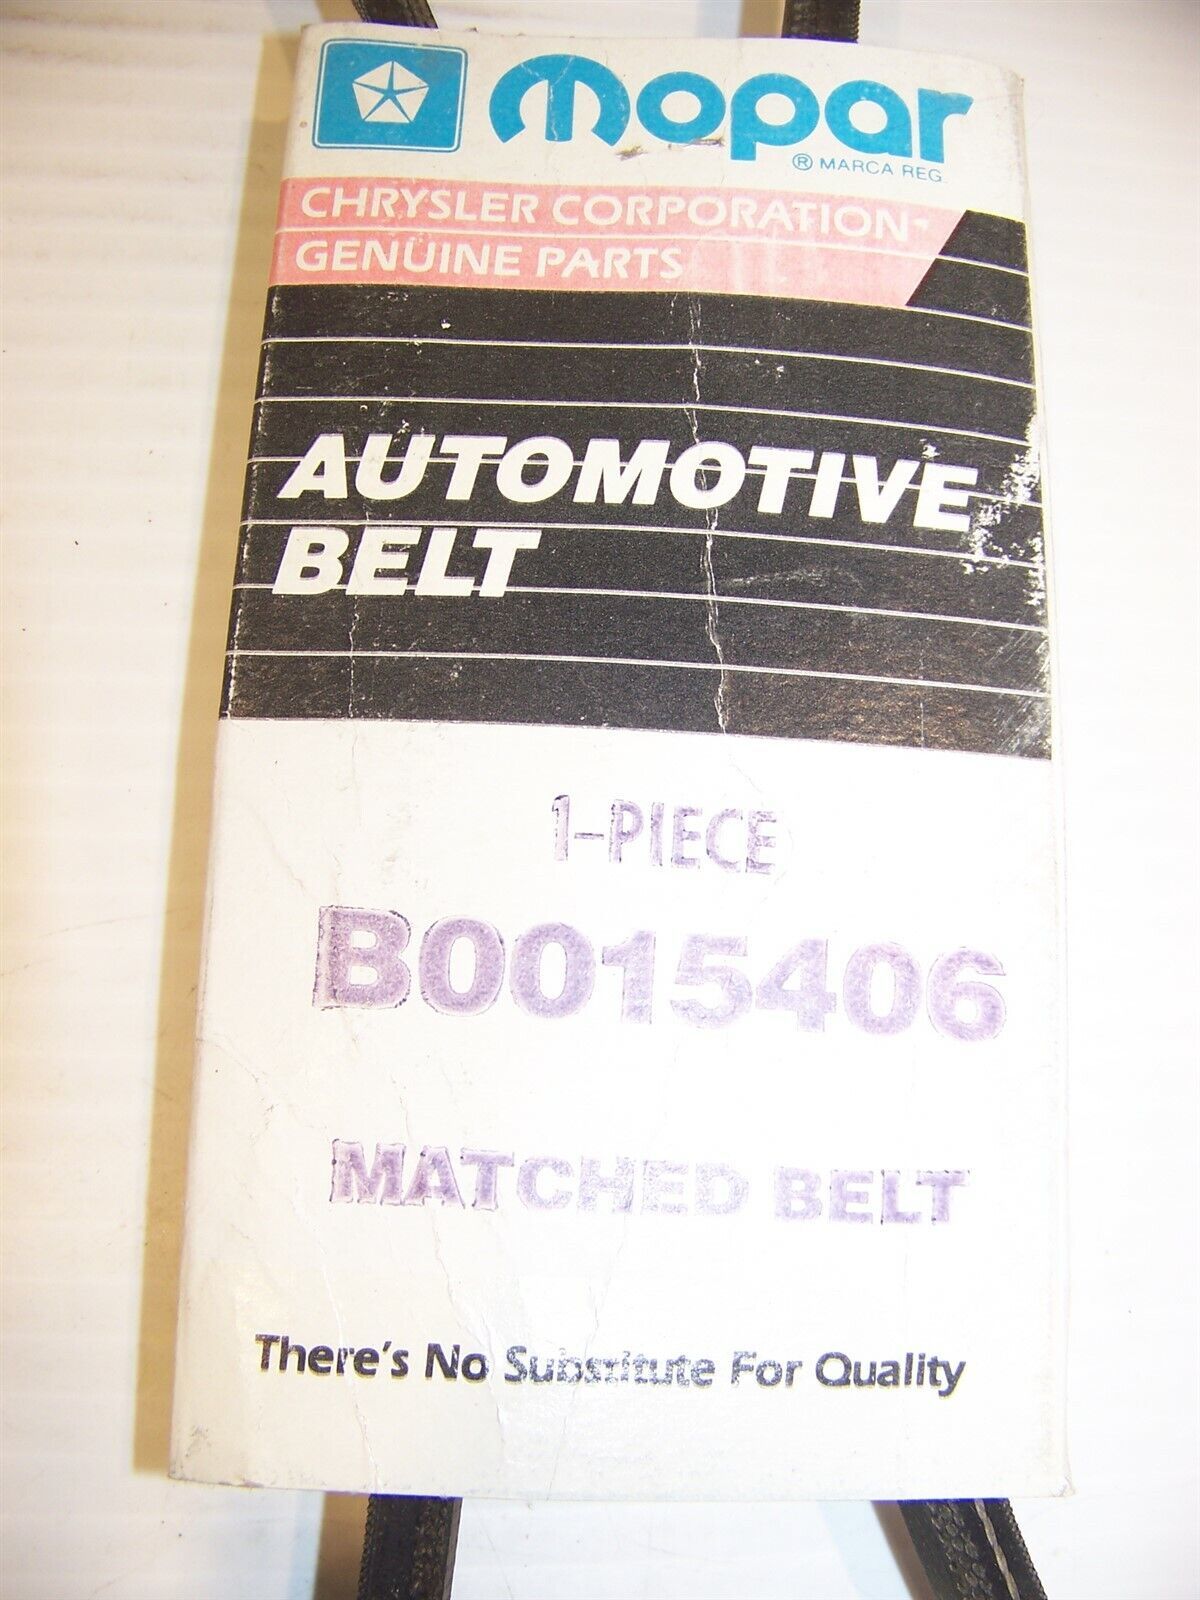 mopar
® MARCA REG.
CHRYSLER CORPORATION
GENUINE PARTS
AUTOMOTIVE
BELT
1-PIECE
B0015406
MATCHED BELT
There's No Substitute For Quality